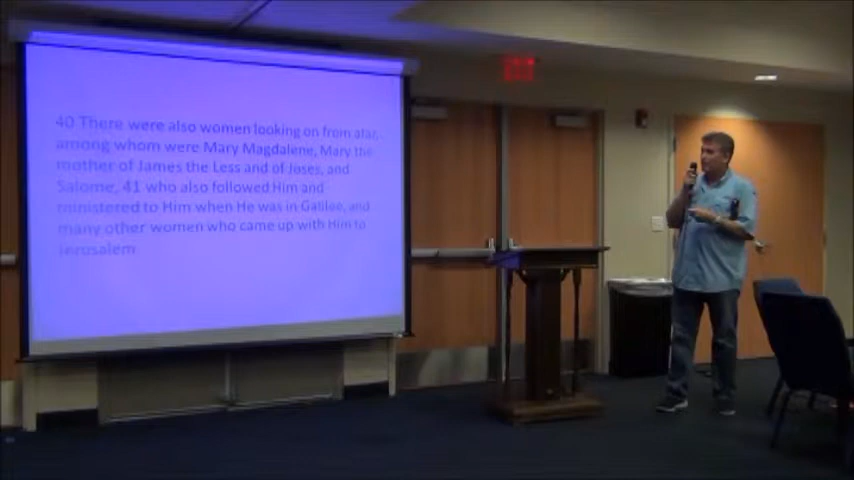 EXIT
40 There were also women looking on from afar,
among whom were Mary Magdalene, Mary the
mother of James the Less and of Joses, and
Salome, 41 who also followed Him and
ministered to Him when He was in Galilee, and
many other women who came up with Him to
Jerusalem